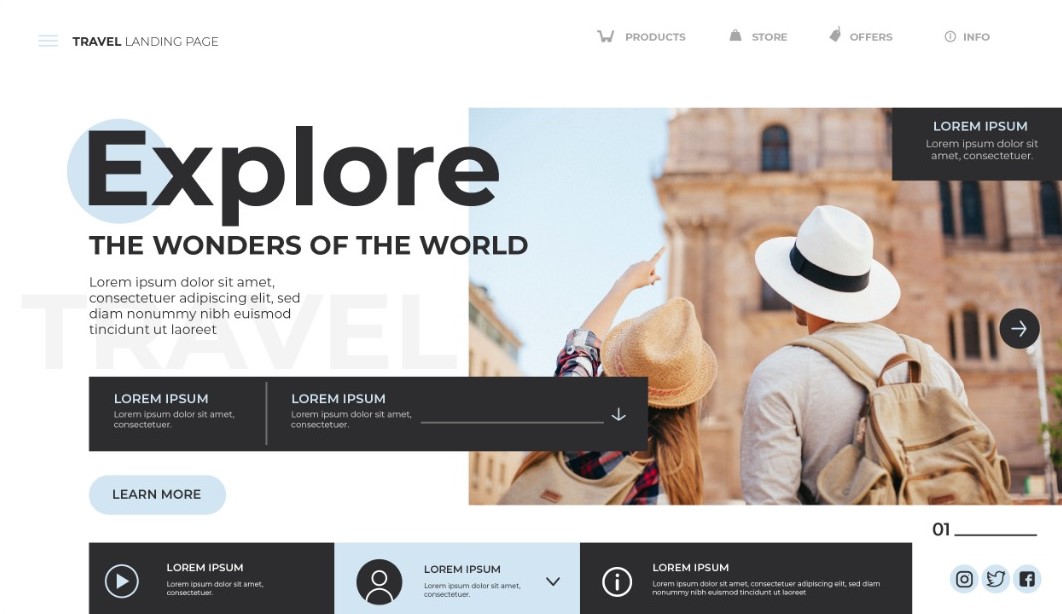 TRAVEL LANDING PAGE
PRODUCTS
STORE
OFFERS
INFO
LOREM IPSUM
Lorem ipsum dolor sit
amet, consectetuer.
Explore
THE WONDERS OF THE WORLD
Lorem ipsum dolor sit amet,
consectetuer adipiscing elit, sed
diam nonummy nibh euismod
tincidunt ut laoreet
TRAVEL
LOREM IPSUM
Lorem ipsum dolor sit amet,
consectetuer.
LOREM IPSUM
Lorem ipsum dolor sit amet,
consectetuer.
LEARN MORE
01
LOREM IPSUM
Lorem ipsum dolor sit amet,
consectetuer.
LOREM IPSUM
Lorem ipsum dolor sit amet,
consectetuer.
LOREM IPSUM
Lorem ipsum dolor sit amet, consectetuer adipiscing elit, sed diam
nonummy nibh euismod tincidunt ut laoreet